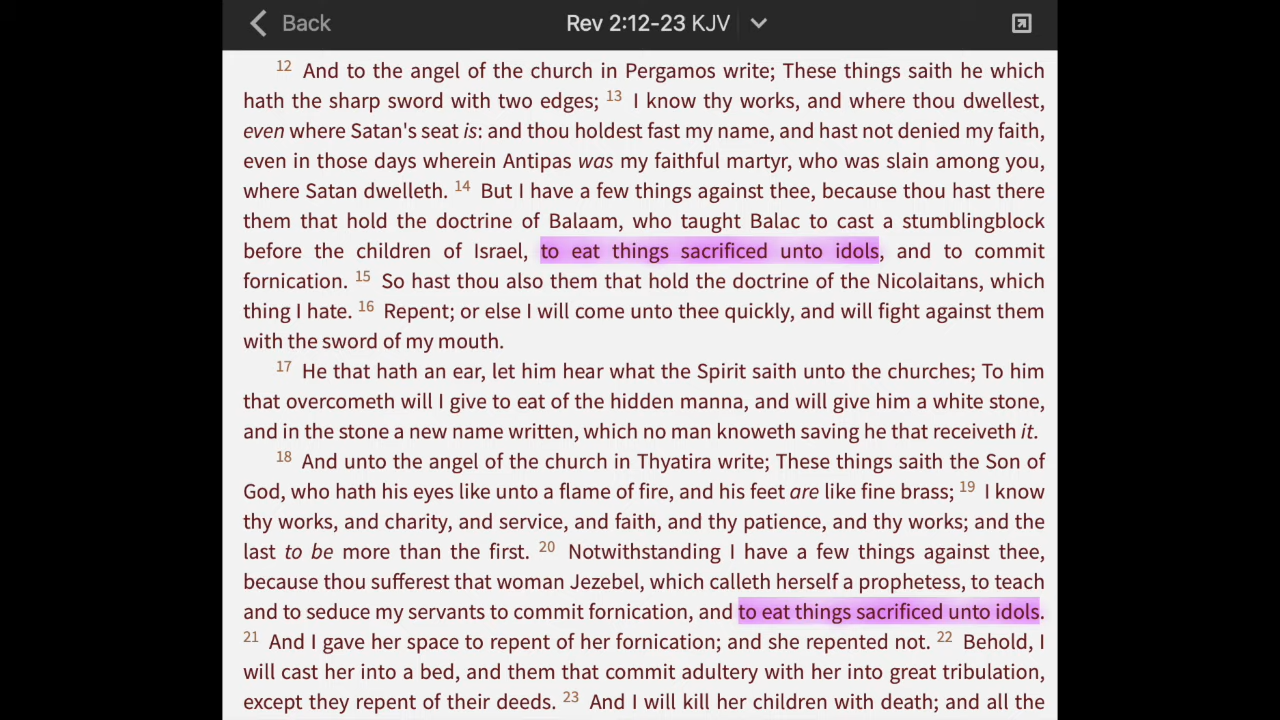 Back
Rev 2:12-23 KJV
12 And to the angel of the church in Pergamos write; These things saith he which
hath the sharp sword with two edges; 13 I know thy works, and where thou dwellest,
even where Satan's seat is: and thou holdest fast my name, and hast not denied my faith,
even in those days wherein Antipas was my faithful martyr, who was slain among you,
where Satan dwelleth. 14 But I have a few things against thee, because thou hast there
them that hold the doctrine of Balaam, who taught Balac to cast a stumblingblock
before the children of Israel, to eat things sacrificed unto idols, and to commit
fornication. 15 So hast thou also them that hold the doctrine of the Nicolaitans, which
thing I hate. 16 Repent; or else I will come unto thee quickly, and will fight against them
with the sword of my mouth.
17 He that hath an ear, let him hear what the Spirit saith unto the churches; To him
that overcometh will I give to eat of the hidden manna, and will give him a white stone,
and in the stone a new name written, which no man knoweth saving he that receiveth it.
18 And unto the angel of the church in Thyatira write; These things saith the Son of
God, who hath his eyes like unto a flame of fire, and his feet are like fine brass; 19 I know
thy works, and charity, and service, and faith, and thy patience, and thy works; and the
last to be more than the first. 20 Notwithstanding I have a few things against thee,
because thou sufferest that woman Jezebel, which calleth herself a prophetess, to teach
and to seduce my servants to commit fornication, and to eat things sacrificed unto idols.
21 And I gave her space to repent of her fornication; and she repented not. 22 Behold, I
will cast her into a bed, and them that commit adultery with her into great tribulation,
except they repent of their deeds. 23 And I will kill her children with death; and all the